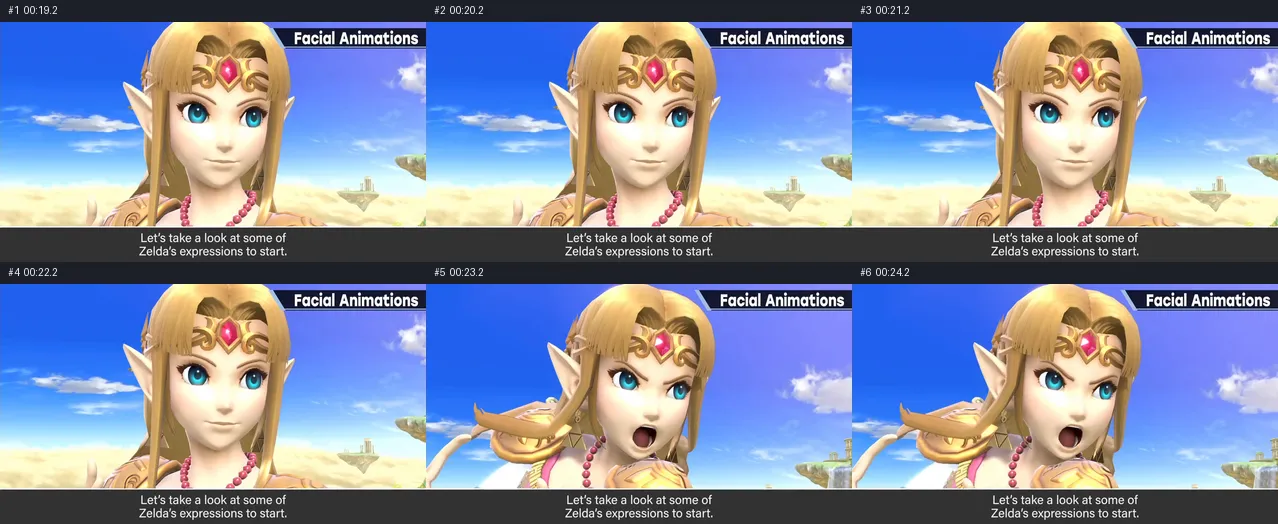 #1 00:19.2
Facial Animations
Let's take a look at some of
Zelda's expressions to start.
#2 00:20.2
Facial Animations
Let's take a look at some of
Zelda's expressions to start.
#3 00:21.2
Facial Animations
Let's take a look at some of
Zelda's expressions to start.
#4 00:22.2
Facial Animations
Let's take a look at some of
Zelda's expressions to start.
#5 00:23.2
Facial Animations
Let's take a look at some of
Zelda's expressions to start.
#6 00:24.2
Facial Animations
Let's take a look at some of
Zelda's expressions to start.